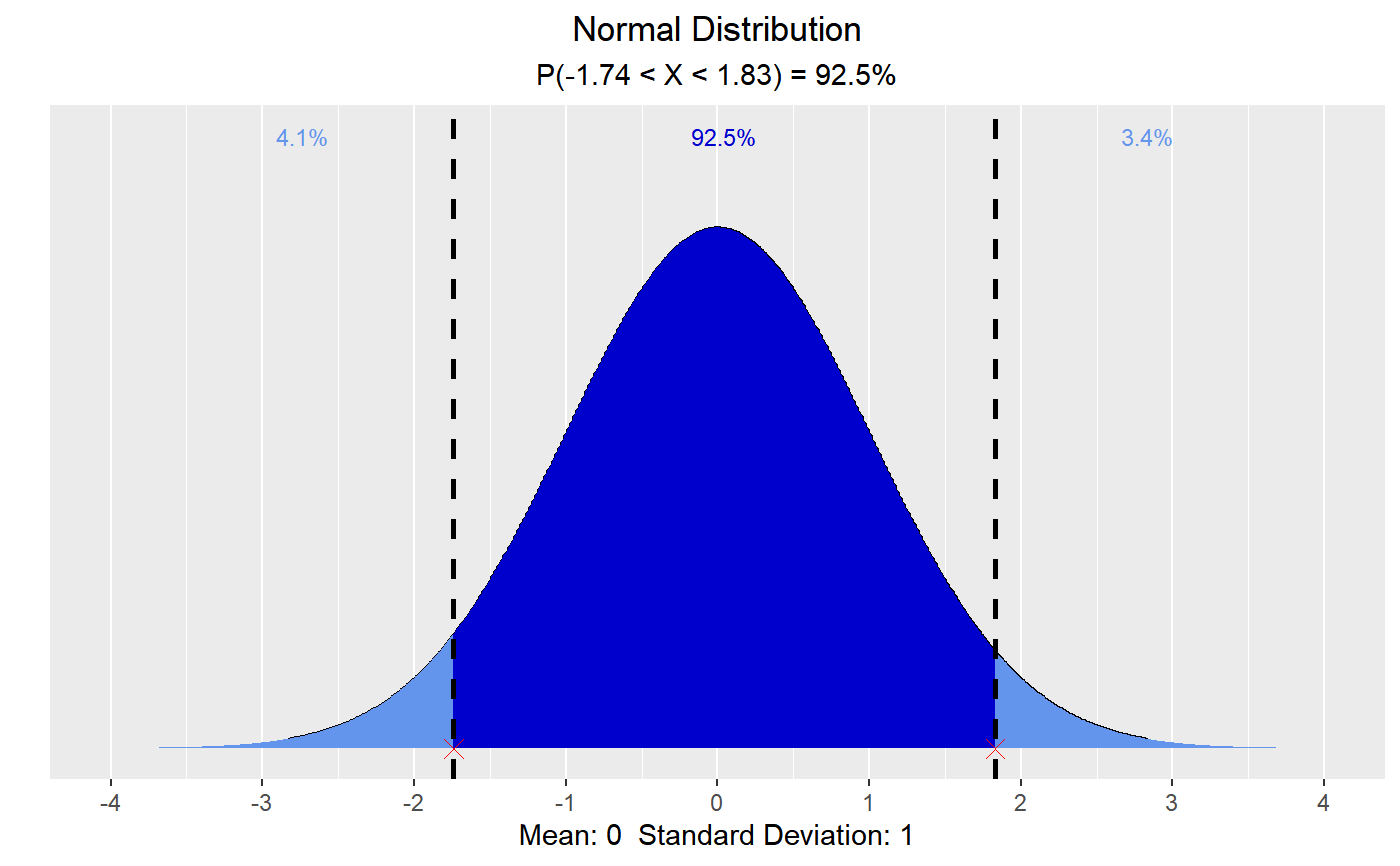 Normal Distribution
P(-1.74 < X < 1.83) = 92.5%
4.1% 92.5% 3.4%
-4 -3 -2 -1 0 1 2 3 4
Mean: 0 Standard Deviation: 1